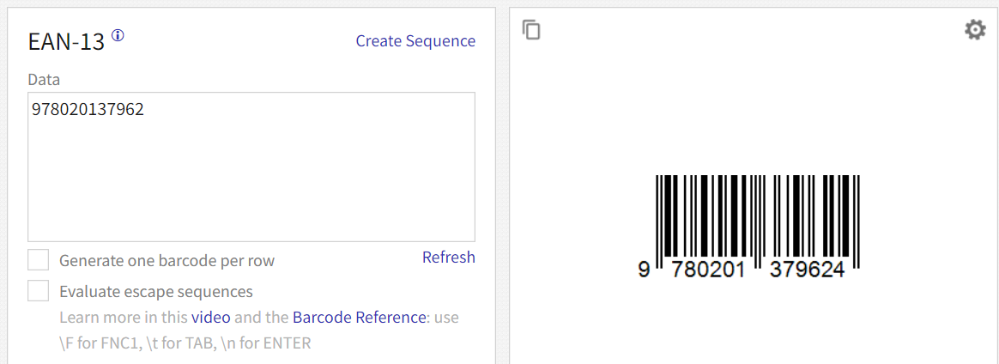 EAN-13
Create Sequence
Data
978020137962
Generate one barcode per row
Refresh
Evaluate escape sequences
Learn more in this video and the Barcode Reference: use
\F for FNC1, \t for TAB, \n for ENTER
9 780201 379624